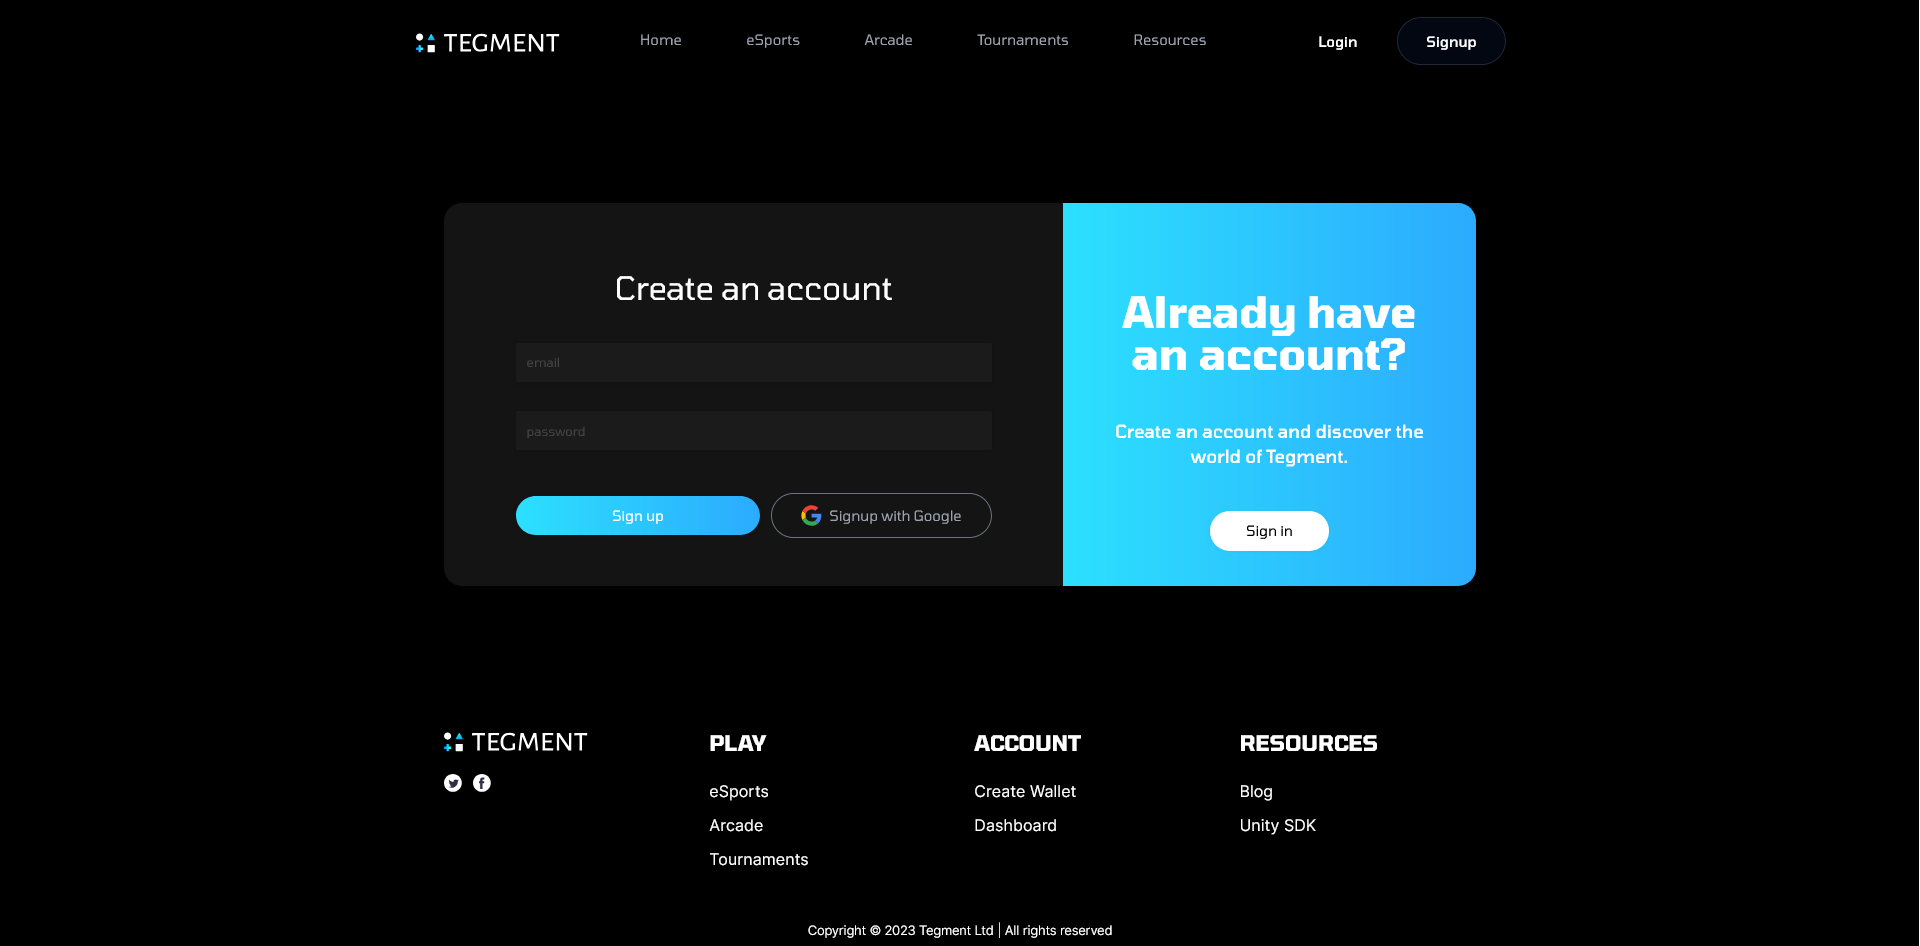 TEGMENT
Home
eSports
Arcade
Tournaments
Resources
Login
Signup
Create an account
email
password
Sign up
Signup with Google
Already have
an account?
Create an account and discover the
world of Tegment.
Sign in
TEGMENT
PLAY
eSports
Arcade
Tournaments
ACCOUNT
Create Wallet
Dashboard
RESOURCES
Blog
Unity SDK
Copyright © 2023 Tegment Ltd | All rights reserved